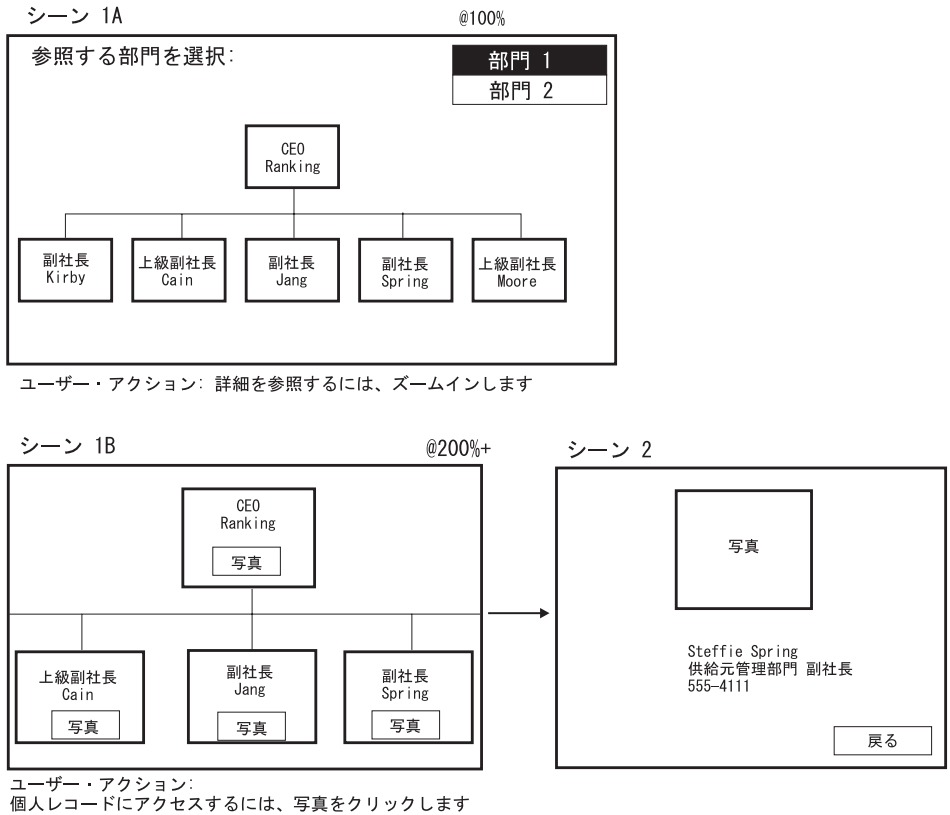 シーン 1A
@100%
参照する部門を選択:
部門 1
部門 2
CEO
Ranking
副社長
Kirby
上級副社長
Cain
副社長
Jang
副社長
Spring
上級副社長
Moore
ユーザー・アクション: 詳細を参照するには、ズームインします
シーン 1B
@200%+
CEO
Ranking
写真
上級副社長
Cain
写真
副社長
Jang
写真
副社長
Spring
写真
ユーザー・アクション:
個人レコードにアクセスするには、写真をクリックします
シーン 2
写真
Steffie Spring
供給元管理部門 副社長
555-4111
戻る